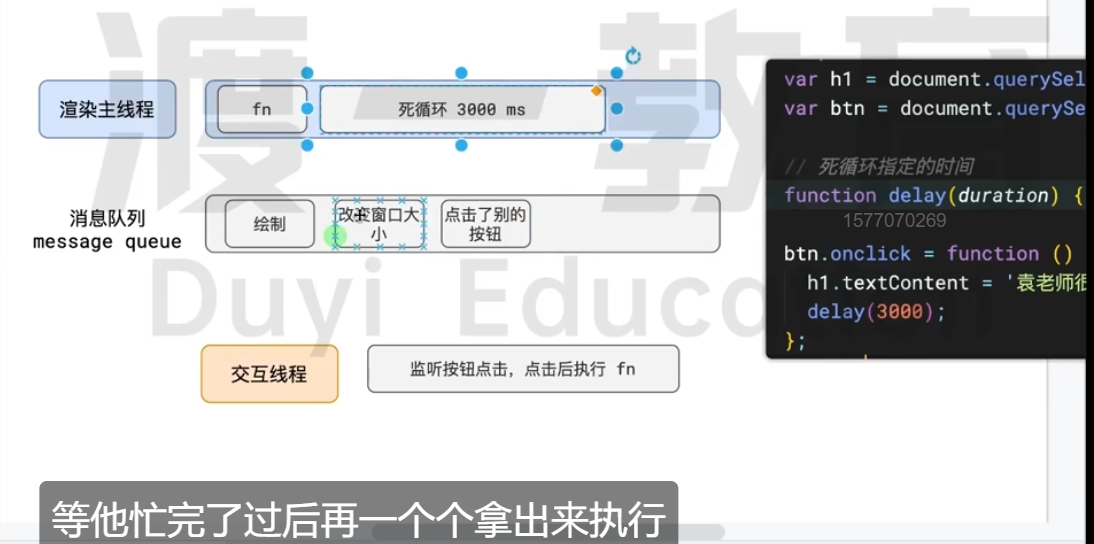 渡一教育
Duyi Educa
渲染主线程
fn
死循环 3000 ms
消息队列
message queue
绘制
改变窗口大
小
点击了别的
按钮
交互线程
监听按钮点击，点击后执行 fn
var h1 = document.querySel
var btn = document.querySe
// 死循环指定的时间
function delay(duration) {
1577070269
btn.onclick = function ()
h1.textContent = '袁老师很
delay(3000);
};
等他忙完了过后再一个个拿出来执行